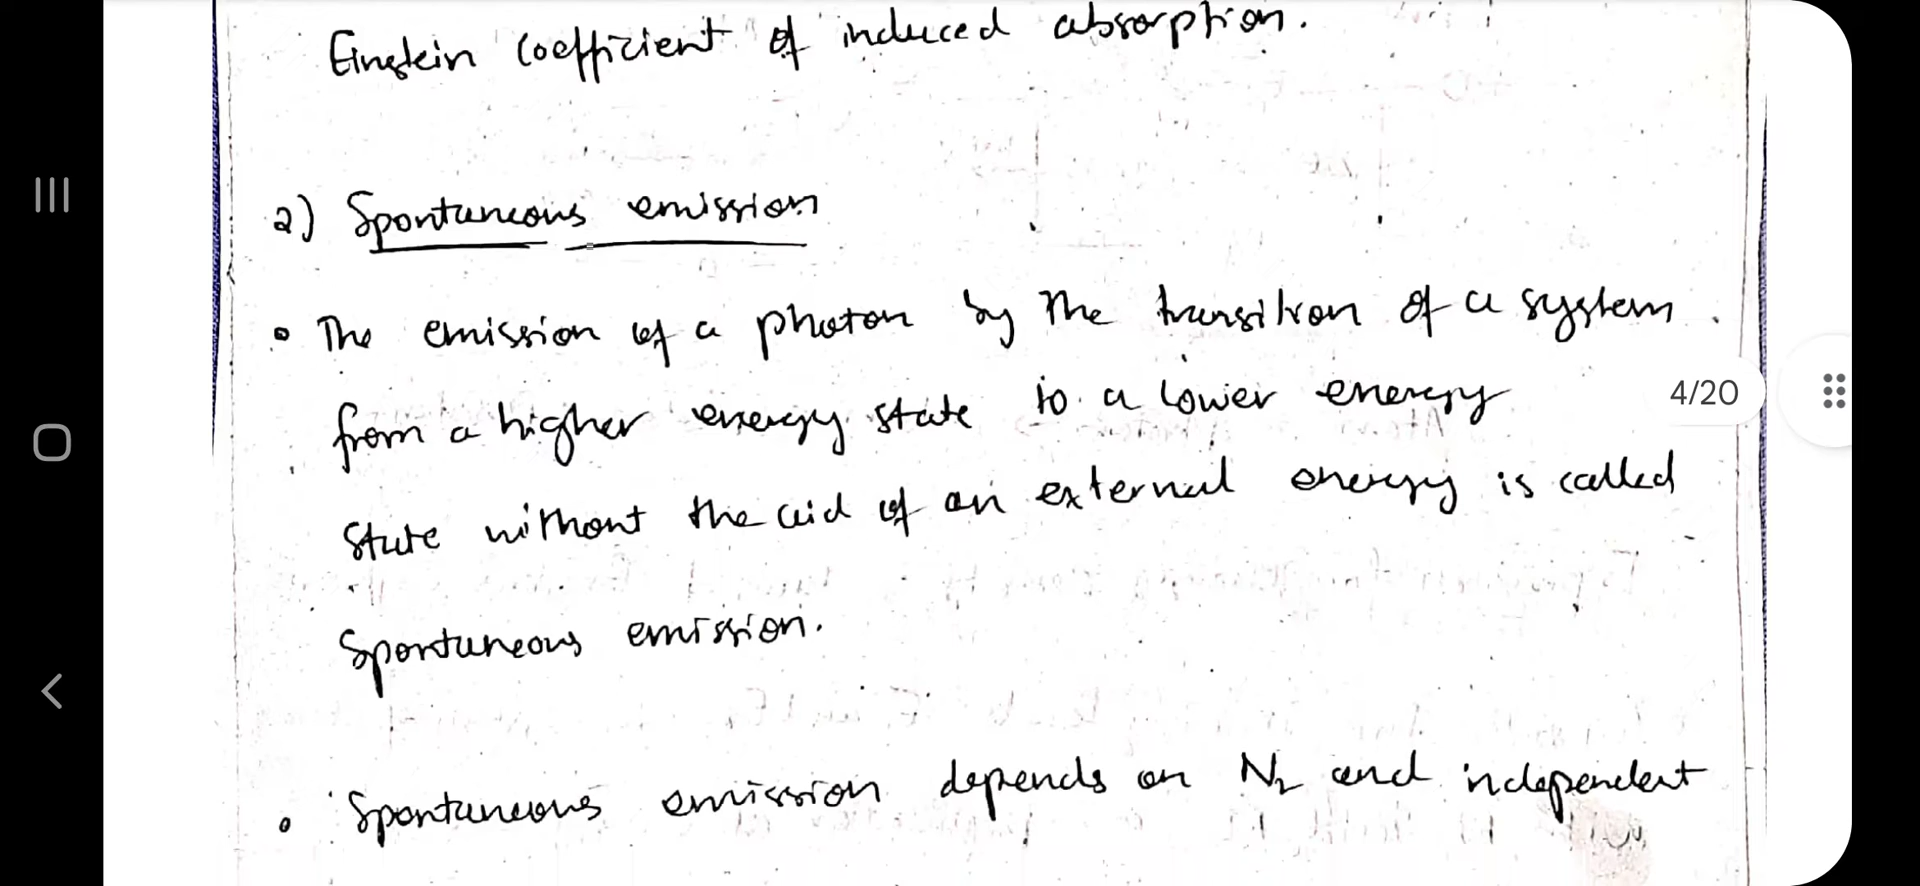 Einstein coefficient of induced absorption.
2) Spontaneous emission
• The emission of a photon by the transition of a system
from a higher energy state to a lower energy
4/20
state without the aid of an external energy is called
Spontaneous emission.
• Spontaneous emission depends on N₂ and independent